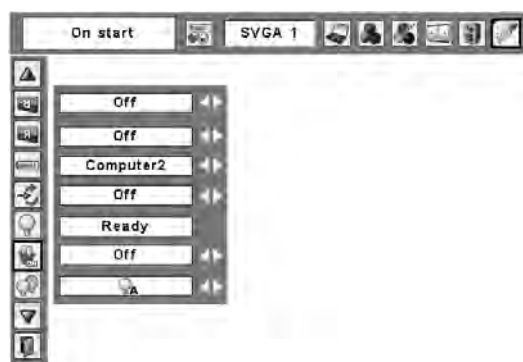 On start
SVGA 1
Off
Off
Computer2
Off
Ready
Off
A